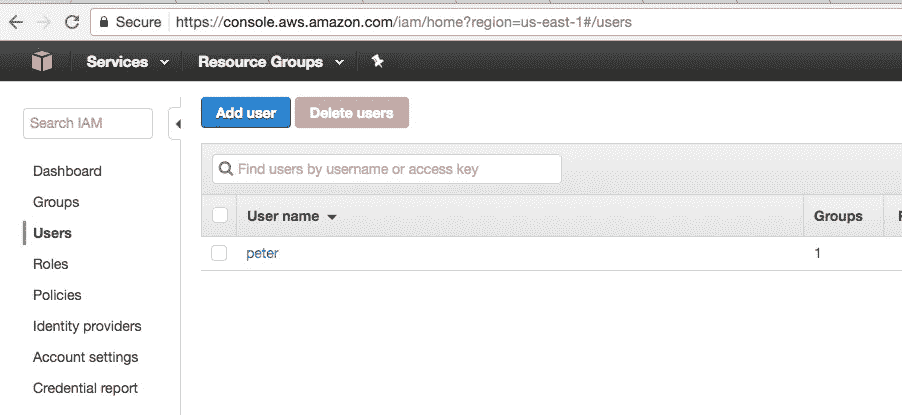 Secure https://console.aws.amazon.com/iam/home?region=us-east-1#/users
Services Resource Groups
Add user Delete users
Search IAM
Find users by username or access key
Dashboard
Groups
Users
Roles
Policies
Identity providers
Account settings
Credential report
User name Groups
peter 1